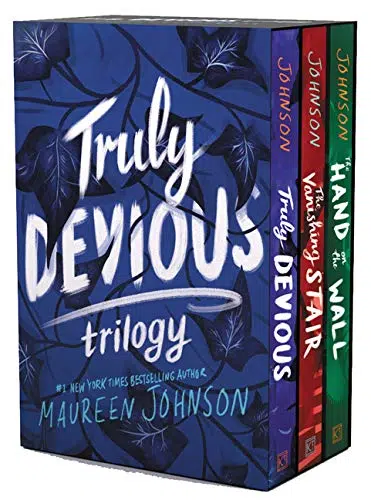 Truly
DEVIOUS
trilogy
#1 NEW YORK TIMES BESTSELLING AUTHOR
MAUREEN JOHNSON
JOHNSON
Truly DEVIOUS
JOHNSON
The Vanishing STAIR
JOHNSON
The HAND on the WALL